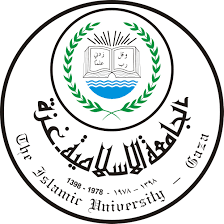 الجامعة الإسلامية - غزة
1398 - 1978 - ١٩٧٨ - ١٣٩٨
The Islamic University - Gaza